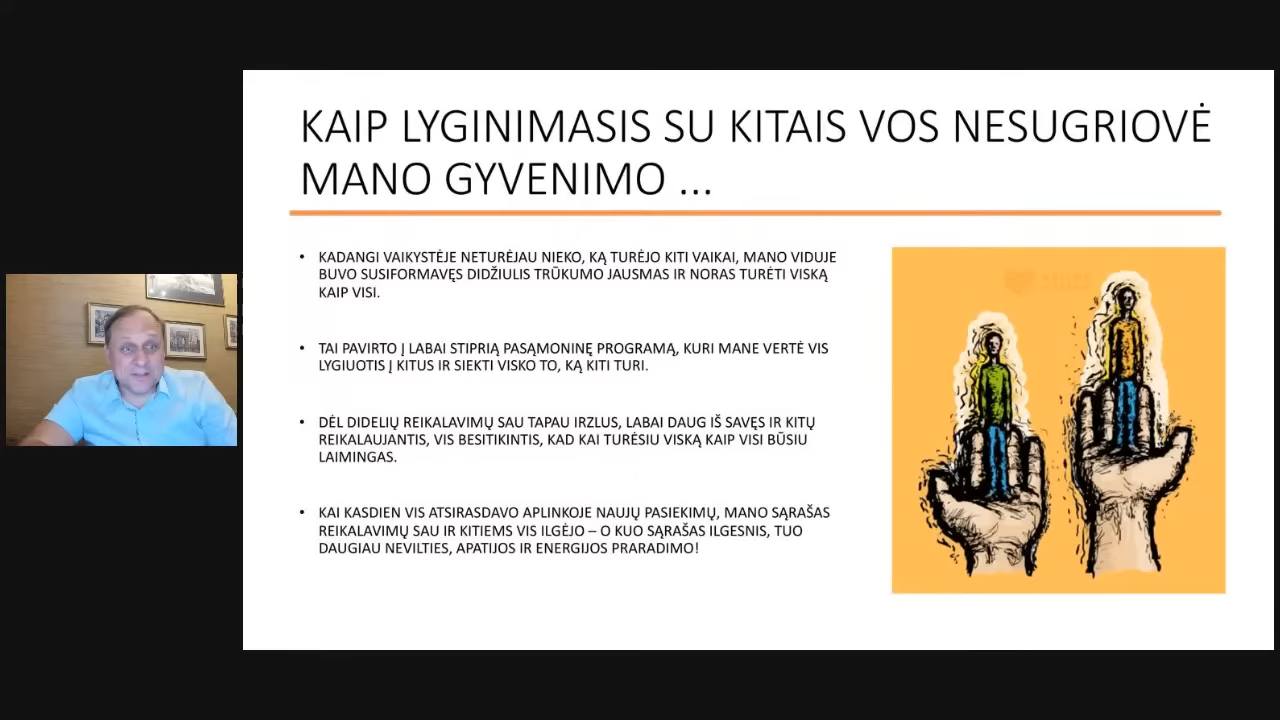 KAIP LYGINIMASIS SU KITAIS VOS NESUGRIOVĖ
MANO GYVENIMO ...
• KADANGI VAIKYSTĖJE NETURĖJAU NIEKO, KĄ TURĖJO KITI VAIKAI, MANO VIDUJE
BUVO SUSIFORMAVĘS DIDŽIULIS TRŪKUMO JAUSMAS IR NORAS TURĖTI VISKĄ
KAIP VISI.
• TAI PAVIRTO Į LABAI STIPRIĄ PASĄMONINĘ PROGRAMĄ, KURI MANE VERTĖ VIS
LYGIUOTIS Į KITUS IR SIEKTI VISKO TO, KĄ KITI TURI.
• DĖL DIDELIŲ REIKALAVIMŲ SAU TAPAU IRZLUS, LABAI DAUG IŠ SAVĘS IR KITŲ
REIKALAUJANTIS, VIS BESITIKINTIS, KAD KAI TURĖSIU VISKĄ KAIP VISI BŪSIU
LAIMINGAS.
• KAI KASDIEN VIS ATSIRASDAVO APLINKOJE NAUJŲ PASIEKIMŲ, MANO SĄRAŠAS
REIKALAVIMŲ SAU IR KITIEMS VIS ILGĖJO – O KUO SĄRAŠAS ILGESNIS, TUO
DAUGIAU NEVILTIES, APATIJOS IR ENERGIJOS PRARADIMO!